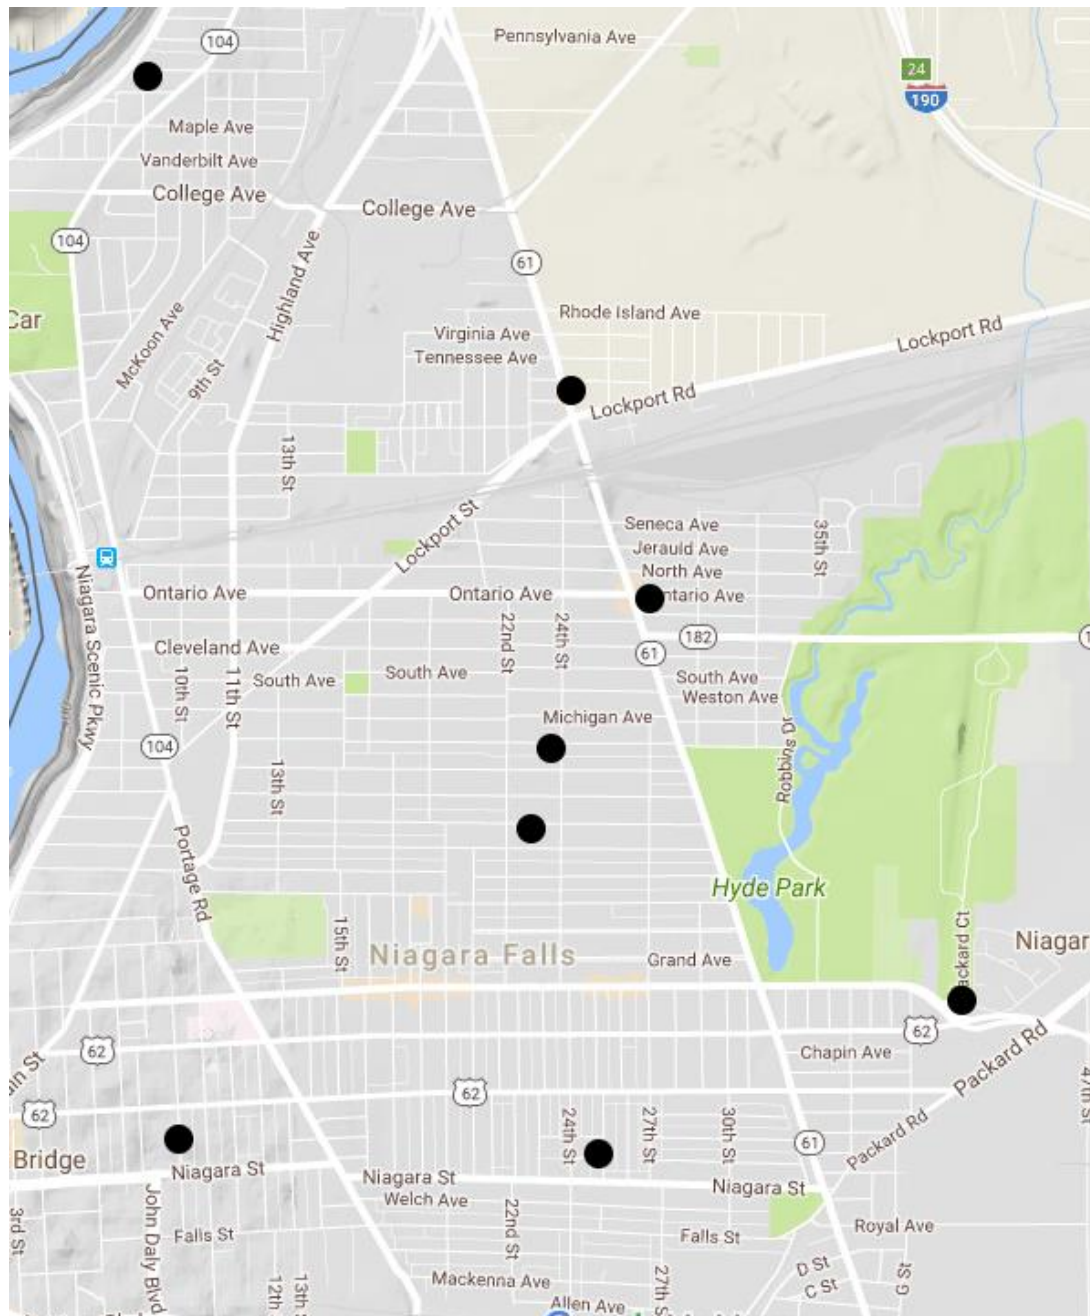 104
Pennsylvania Ave
24
190
Maple Ave
Vanderbilt Ave
College Ave
College Ave
104
61
Highland Ave
Car
McKoon Ave
9th St
Rhode Island Ave
Virginia Ave
Tennessee Ave
Lockport Rd
Lockport Rd
13th St
Lockport St
Seneca Ave
Jerauld Ave
North Ave
35th St
Niagara Scenic Pkwy
Ontario Ave
Ontario Ave
ntario Ave
22nd St
24th St
182
61
Cleveland Ave
10th St
11th St
South Ave
South Ave
South Ave
Weston Ave
104
Michigan Ave
Robbins Dr
13th St
Portage Rd
Hyde Park
15th St
Niagara Falls
Grand Ave
ackard Ct
Niagar
62
62
Chapin Ave
Packard Rd
47th St
ain St
62
62
24th St
27th St
30th St
61
Packard Rd
Bridge
Niagara St
Niagara St
Niagara St
Welch Ave
3rd St
John Daly Blvd
Falls St
22nd St
Falls St
Royal Ave
D St
C St
G St
Mackenna Ave
12th
13th St
27th St
Allen Ave